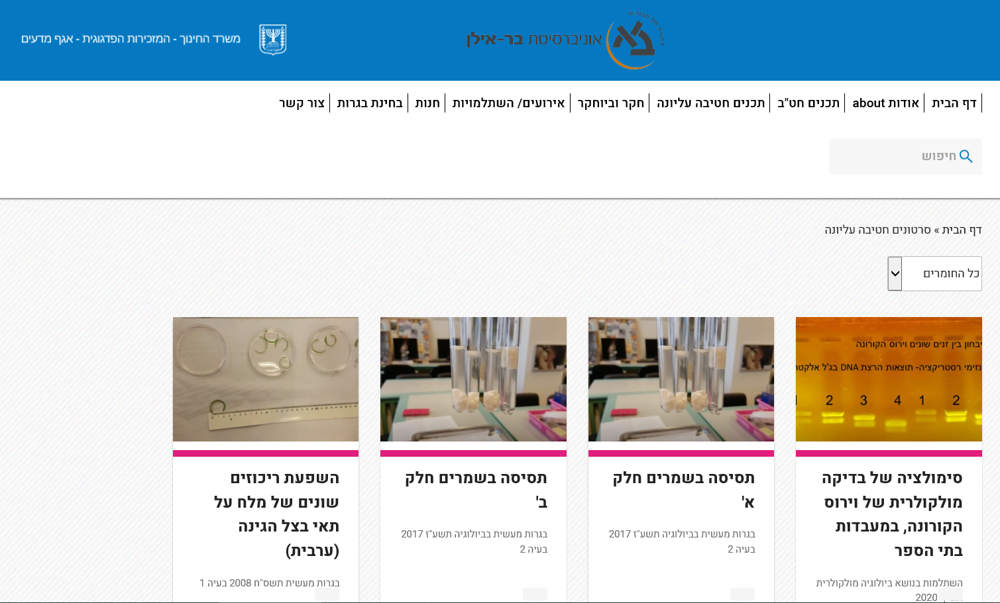 אוניברסיטת בר-אילן
משרד החינוך - המזכירות הפדגוגית - אגף מדעים
דף הבית
אודות about
תכנים חט"ב
תכנים חטיבה עליונה
חקר וביוחקר
אירועים/ השתלמויות
חנות
בחינת בגרות
צור קשר
חיפוש
דף הבית » סרטונים חטיבה עליונה
כל החומרים
יבחון בין זנים שונים וירוס הקורונה
רסטריקציה- תוצאות הרצת DNA בג'ל
2 3 4 1 2
סימולציה של בדיקה
מולקולרית של וירוס
הקורונה, במעבדות
בתי הספר
השתלמות בנושא ביולוגיה מולקולרית
2020
תסיסה בשמרים חלק
א'
בגרות מעשית בביולוגיה תשע"ז 2017
בעיה 2
תסיסה בשמרים חלק
ב'
בגרות מעשית בביולוגיה תשע"ז 2017
בעיה 2
השפעת ריכוזים
שונים של מלח על
תאי בצל הגינה
(ערבית)
בגרות מעשית תשס"ח 2008 בעיה 1